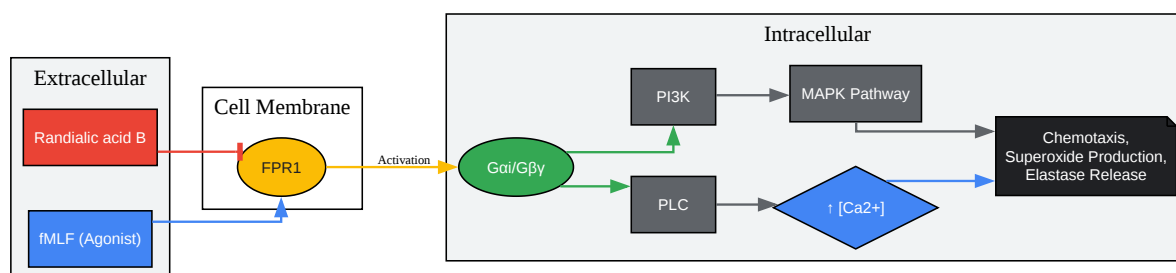 Extracellular
Randialic acid B
fMLF (Agonist)
Cell Membrane
FPR1
Activation
Intracellular
Gαi/Gβγ
PI3K
MAPK Pathway
PLC
↑ [Ca2+]
Chemotaxis,
Superoxide Production,
Elastase Release